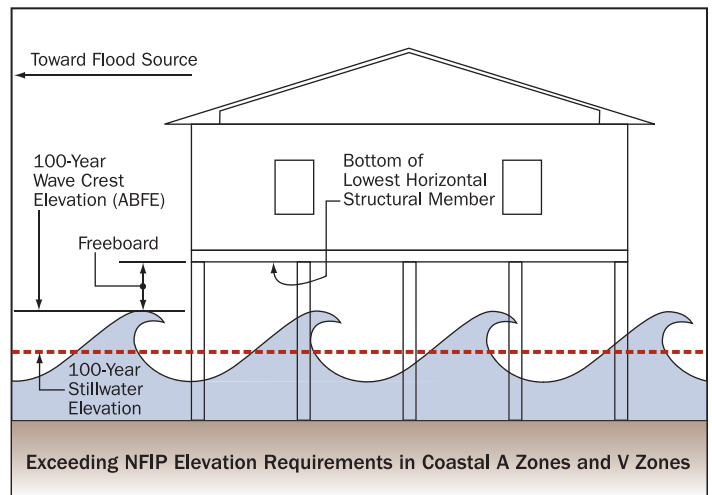 Toward Flood Source
100-Year
Wave Crest
Elevation (ABFE)
Bottom of
Lowest Horizontal
Structural Member
Freeboard
100-Year
Stillwater
Elevation
Exceeding NFIP Elevation Requirements in Coastal A Zones and V Zones